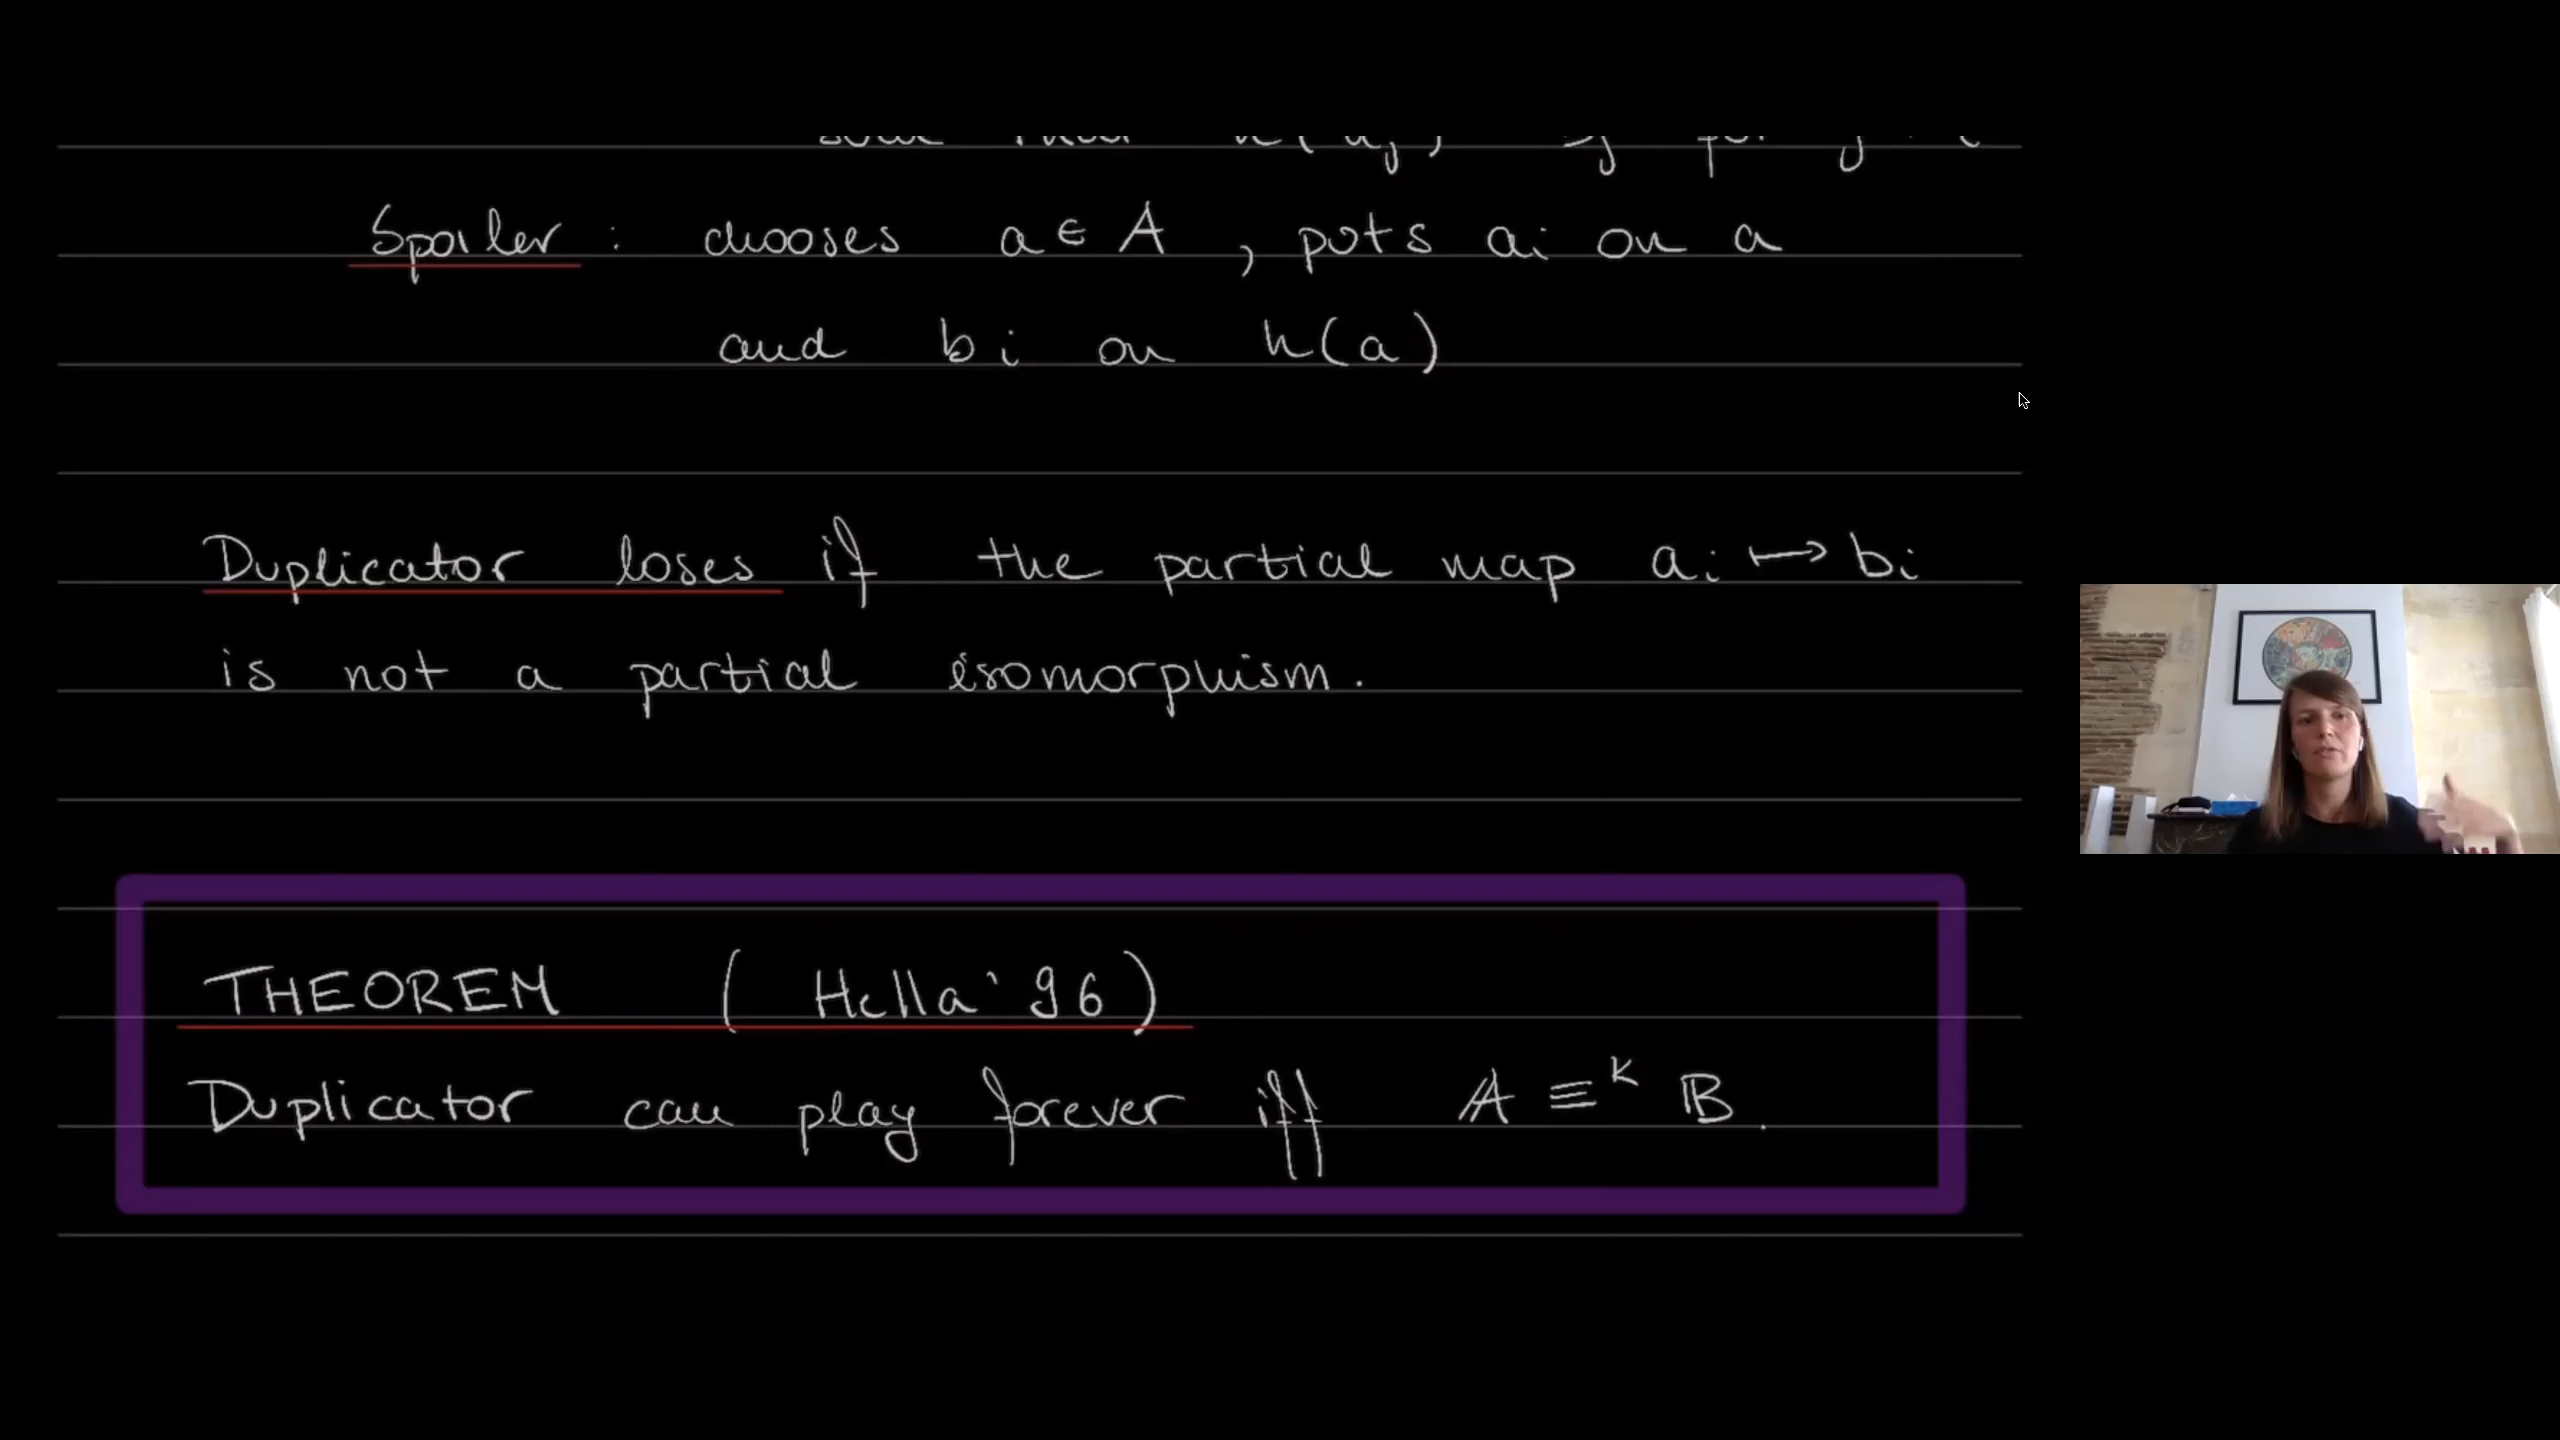 Spoiler : chooses a ∈ A , puts ai on a
and bi on h(a)
Duplicator loses if the partial map ai ↦ bi
is not a partial isomorphism.
THEOREM ( Hella '96)
Duplicator can play forever iff 𝔸 ≡ᵏ 𝔹.